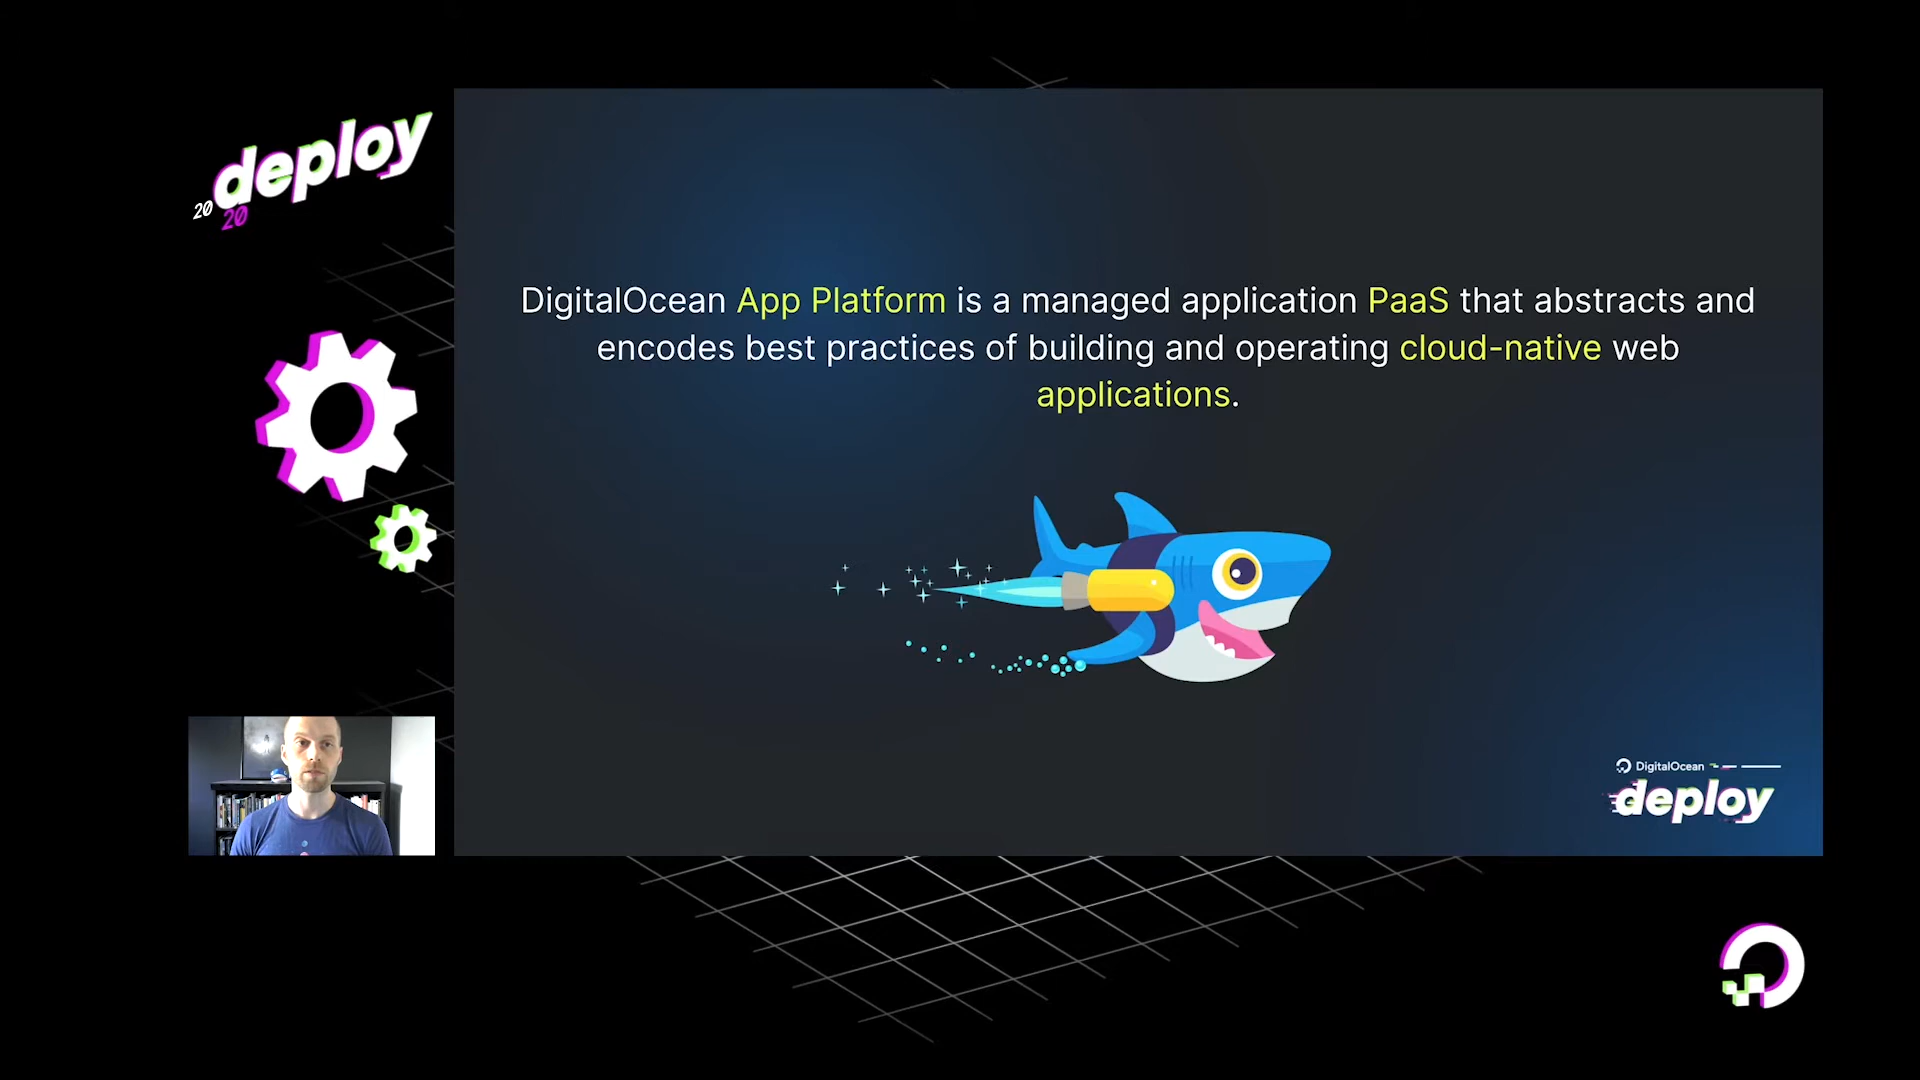 deploy
20
20
DigitalOcean App Platform is a managed application PaaS that abstracts and
encodes best practices of building and operating cloud-native web
applications.
DigitalOcean
deploy